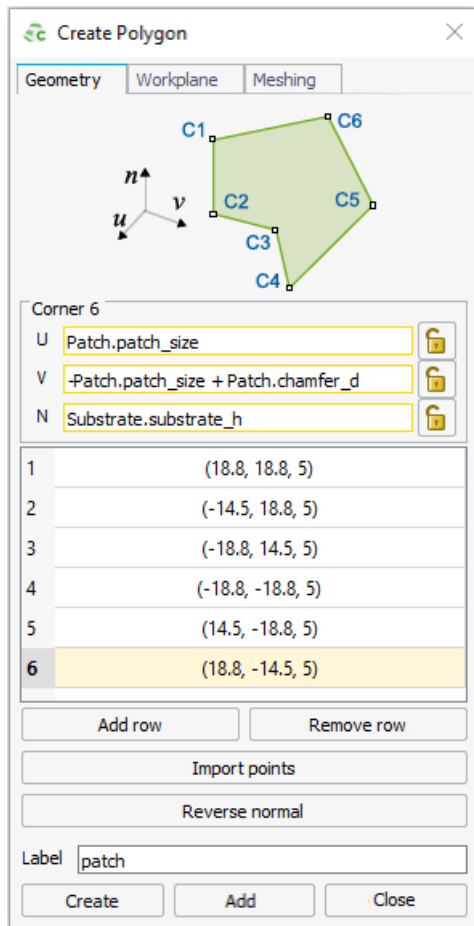 Create Polygon
Geometry Workplane Meshing
C1
C6
n
v
u
C2
C5
C3
C4
Corner 6
U Patch.patch_size
V -Patch.patch_size + Patch.chamfer_d
N Substrate.substrate_h
1 (18.8, 18.8, 5)
2 (-14.5, 18.8, 5)
3 (-18.8, 14.5, 5)
4 (-18.8, -18.8, 5)
5 (14.5, -18.8, 5)
6 (18.8, -14.5, 5)
Add row Remove row
Import points
Reverse normal
Label patch
Create Add Close